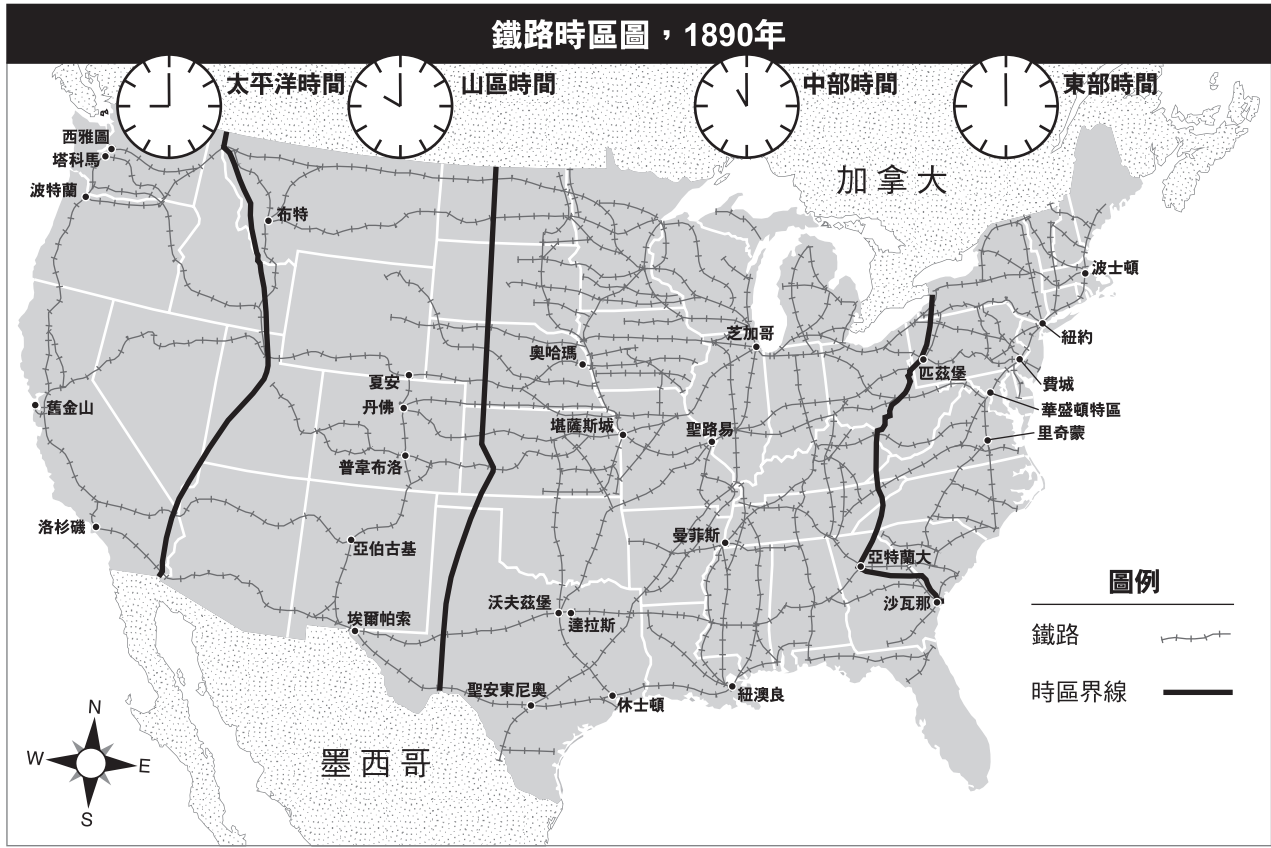 鐵路時區圖，1890年
太平洋時間
山區時間
中部時間
東部時間
加拿大
西雅圖
塔科馬
波特蘭
布特
波士頓
紐約
芝加哥
奧哈瑪
匹茲堡
費城
夏安
丹佛
華盛頓特區
舊金山
堪薩斯城
聖路易
里奇蒙
普韋布洛
洛杉磯
亞伯古基
曼菲斯
亞特蘭大
沃夫茲堡
達拉斯
沙瓦那
埃爾帕索
聖安東尼奧
休士頓
紐澳良
墨西哥
圖例
鐵路
時區界線
N
W
E
S